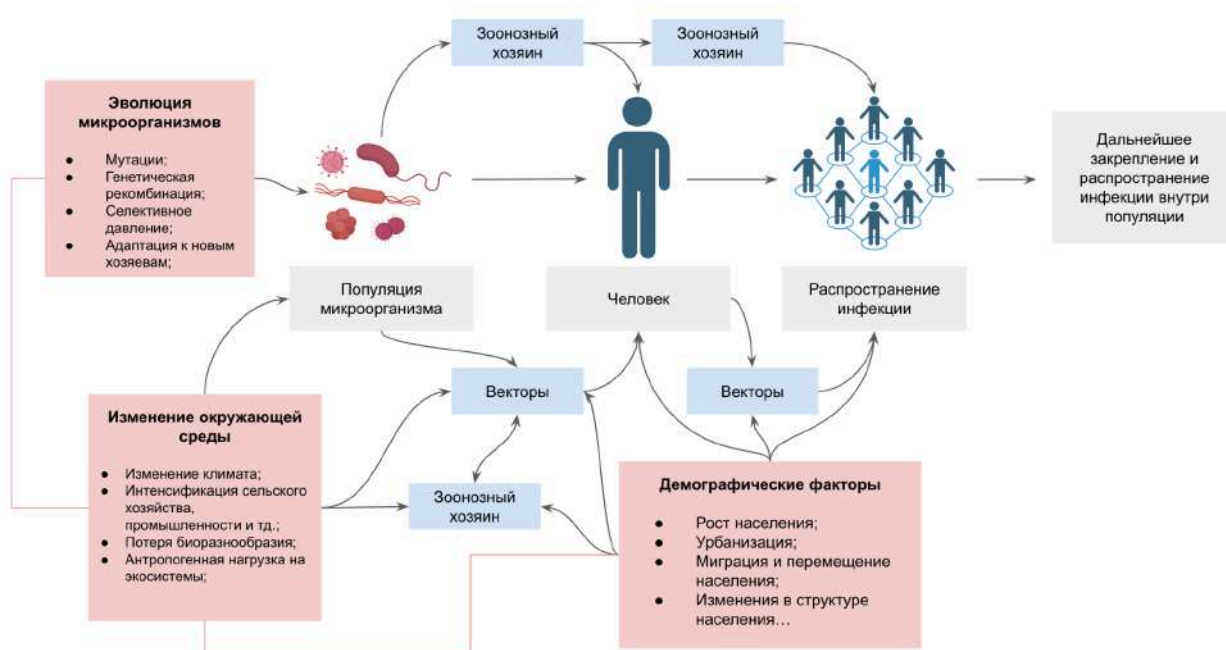 Зоонозный
хозяин
Зоонозный
хозяин
Эволюция
микроорганизмов
● Мутации;
● Генетическая
рекомбинация;
● Селективное
давление;
● Адаптация к новым
хозяевам;
Дальнейшее
закрепление и
распространение
инфекции внутри
популяции
Популяция
микроорганизма
Человек
Распространение
инфекции
Векторы
Векторы
Изменение окружающей
среды
● Изменение климата;
● Интенсификация сельского
хозяйства,
промышленности и тд.;
● Потеря биоразнообразия;
● Антропогенная нагрузка на
экосистемы;
Зоонозный
хозяин
Демографические факторы
● Рост населения;
● Урбанизация;
● Миграция и перемещение
населения;
● Изменения в структуре
населения…